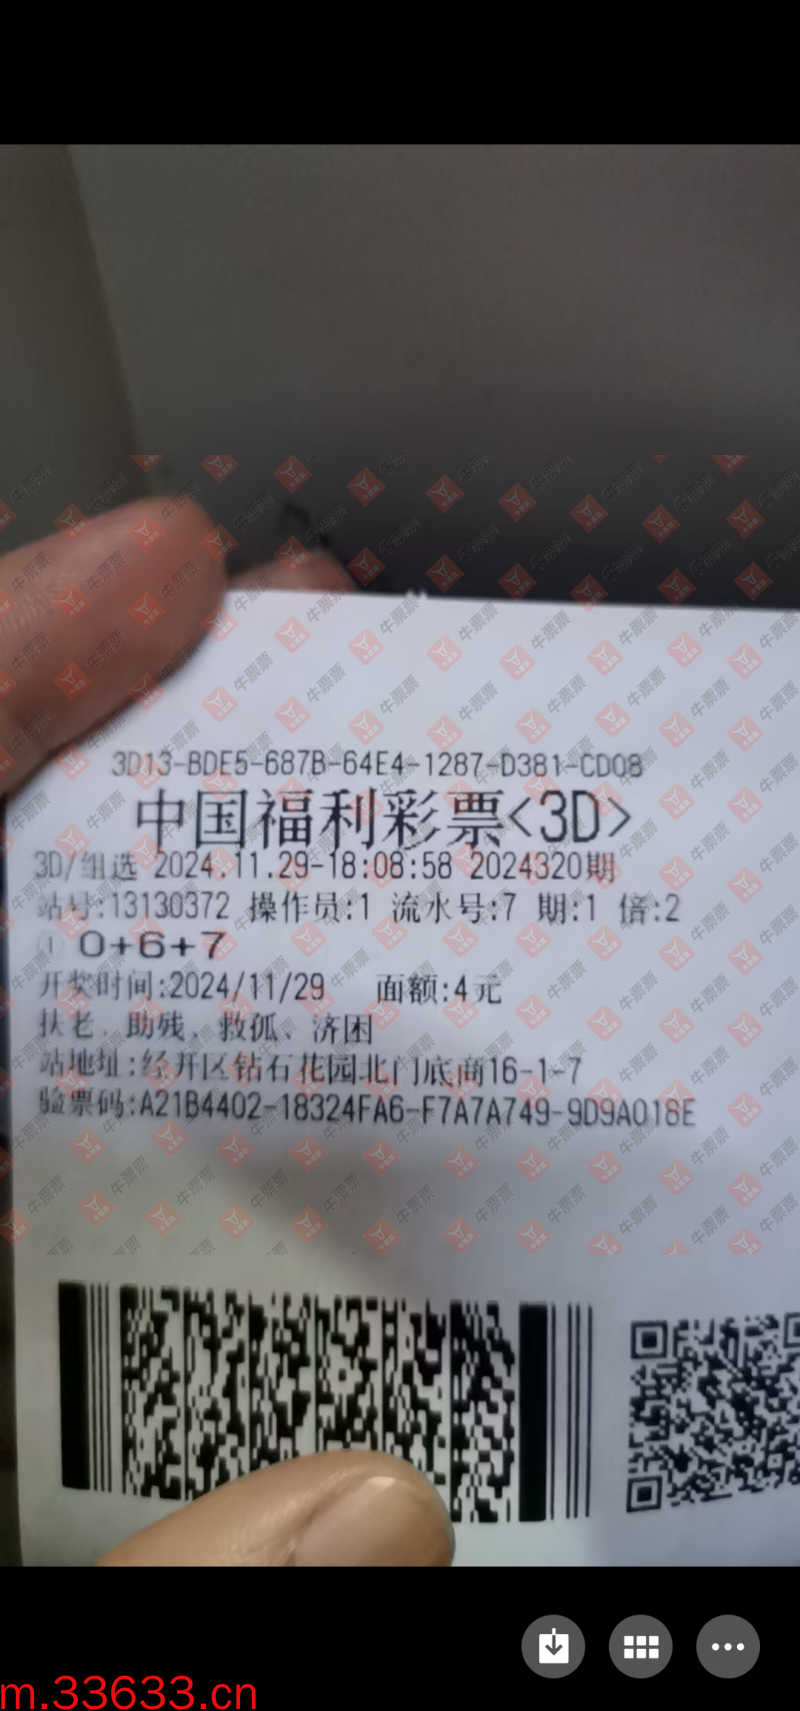 3D13-BDE5-687B-64E4-1287-D381-CD08
中国福利彩票<3D>
3D/组选 2024.11.29-18:08:58 2024320期
站号:13130372 操作员:1 流水号:7 期:1 倍:2
① 0+6+7
开奖时间:2024/11/29 面额:4元
扶老、助残、救孤、济困
站地址:经开区钻石花园北门底商16-1-7
验票码:A21B4402-18324FA6-F7A7A749-9D9A018E
牛票票
m.33633.cn